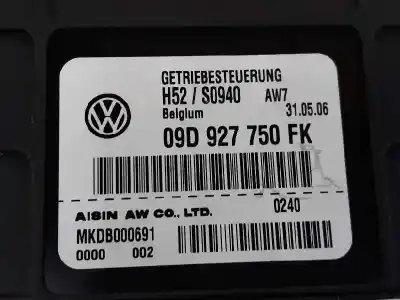 GETRIEBESTEUERUNG
H52 / S0940 AW7
Belgium 31.05.06
09D 927 750 FK
AISIN AW CO., LTD. 0240
MKDB000691
0000 002